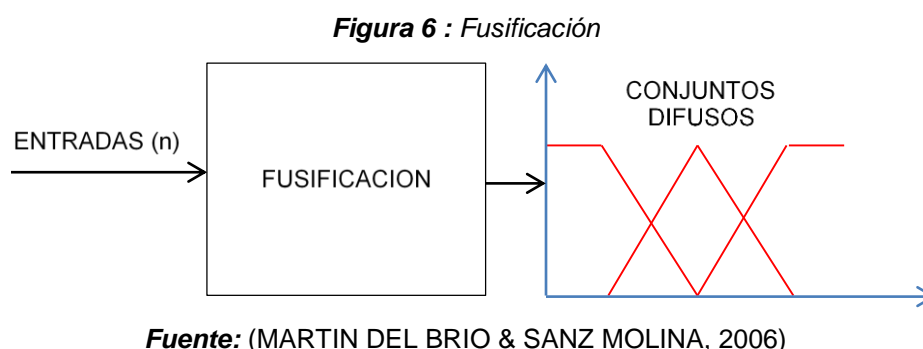 Figura 6 : Fusificación
ENTRADAS (n)
FUSIFICACION
CONJUNTOS
DIFUSOS
Fuente: (MARTIN DEL BRIO & SANZ MOLINA, 2006)